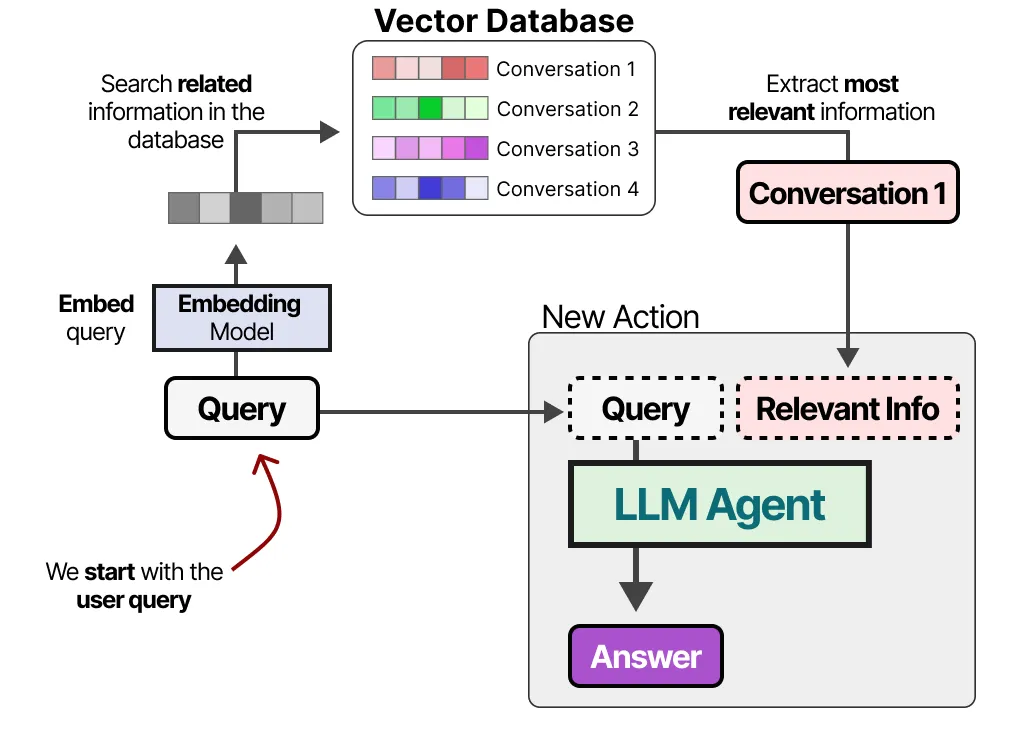 Vector Database
Conversation 1
Conversation 2
Conversation 3
Conversation 4
Search related
information in the
database
Extract most
relevant information
Conversation 1
Embed
query
Embedding
Model
Query
We start with the
user query
New Action
Query
Relevant Info
LLM Agent
Answer